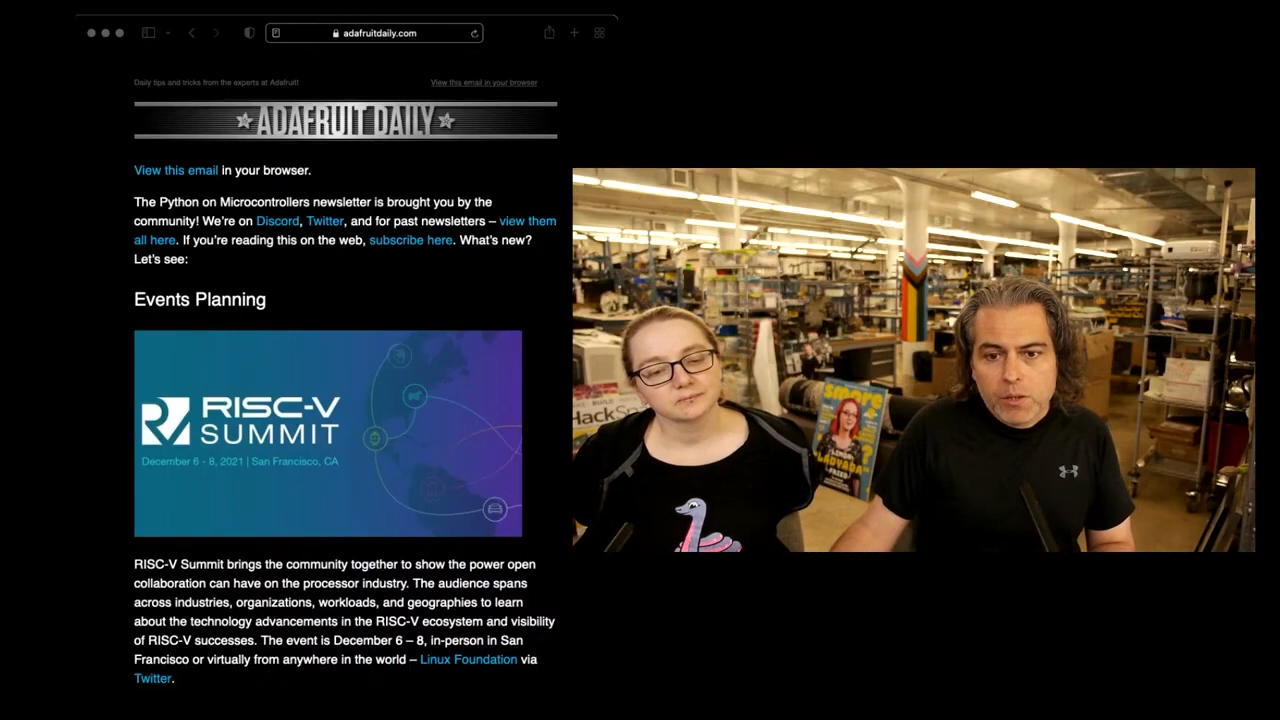 adafruitdaily.com
Daily tips and tricks from the experts at Adafruit!
View this email in your browser
ADAFRUIT DAILY
View this email in your browser.
The Python on Microcontrollers newsletter is brought you by the
community! We're on Discord, Twitter, and for past newsletters – view them
all here. If you're reading this on the web, subscribe here. What's new?
Let's see:
Events Planning
RISC-V
SUMMIT
December 6 - 8, 2021 | San Francisco, CA
RISC-V Summit brings the community together to show the power open
collaboration can have on the processor industry. The audience spans
across industries, organizations, workloads, and geographies to learn
about the technology advancements in the RISC-V ecosystem and visibility
of RISC-V successes. The event is December 6 – 8, in-person in San
Francisco or virtually from anywhere in the world – Linux Foundation via
Twitter.
BUILD
HackSp
LIMOR
LADYADA
FRIED